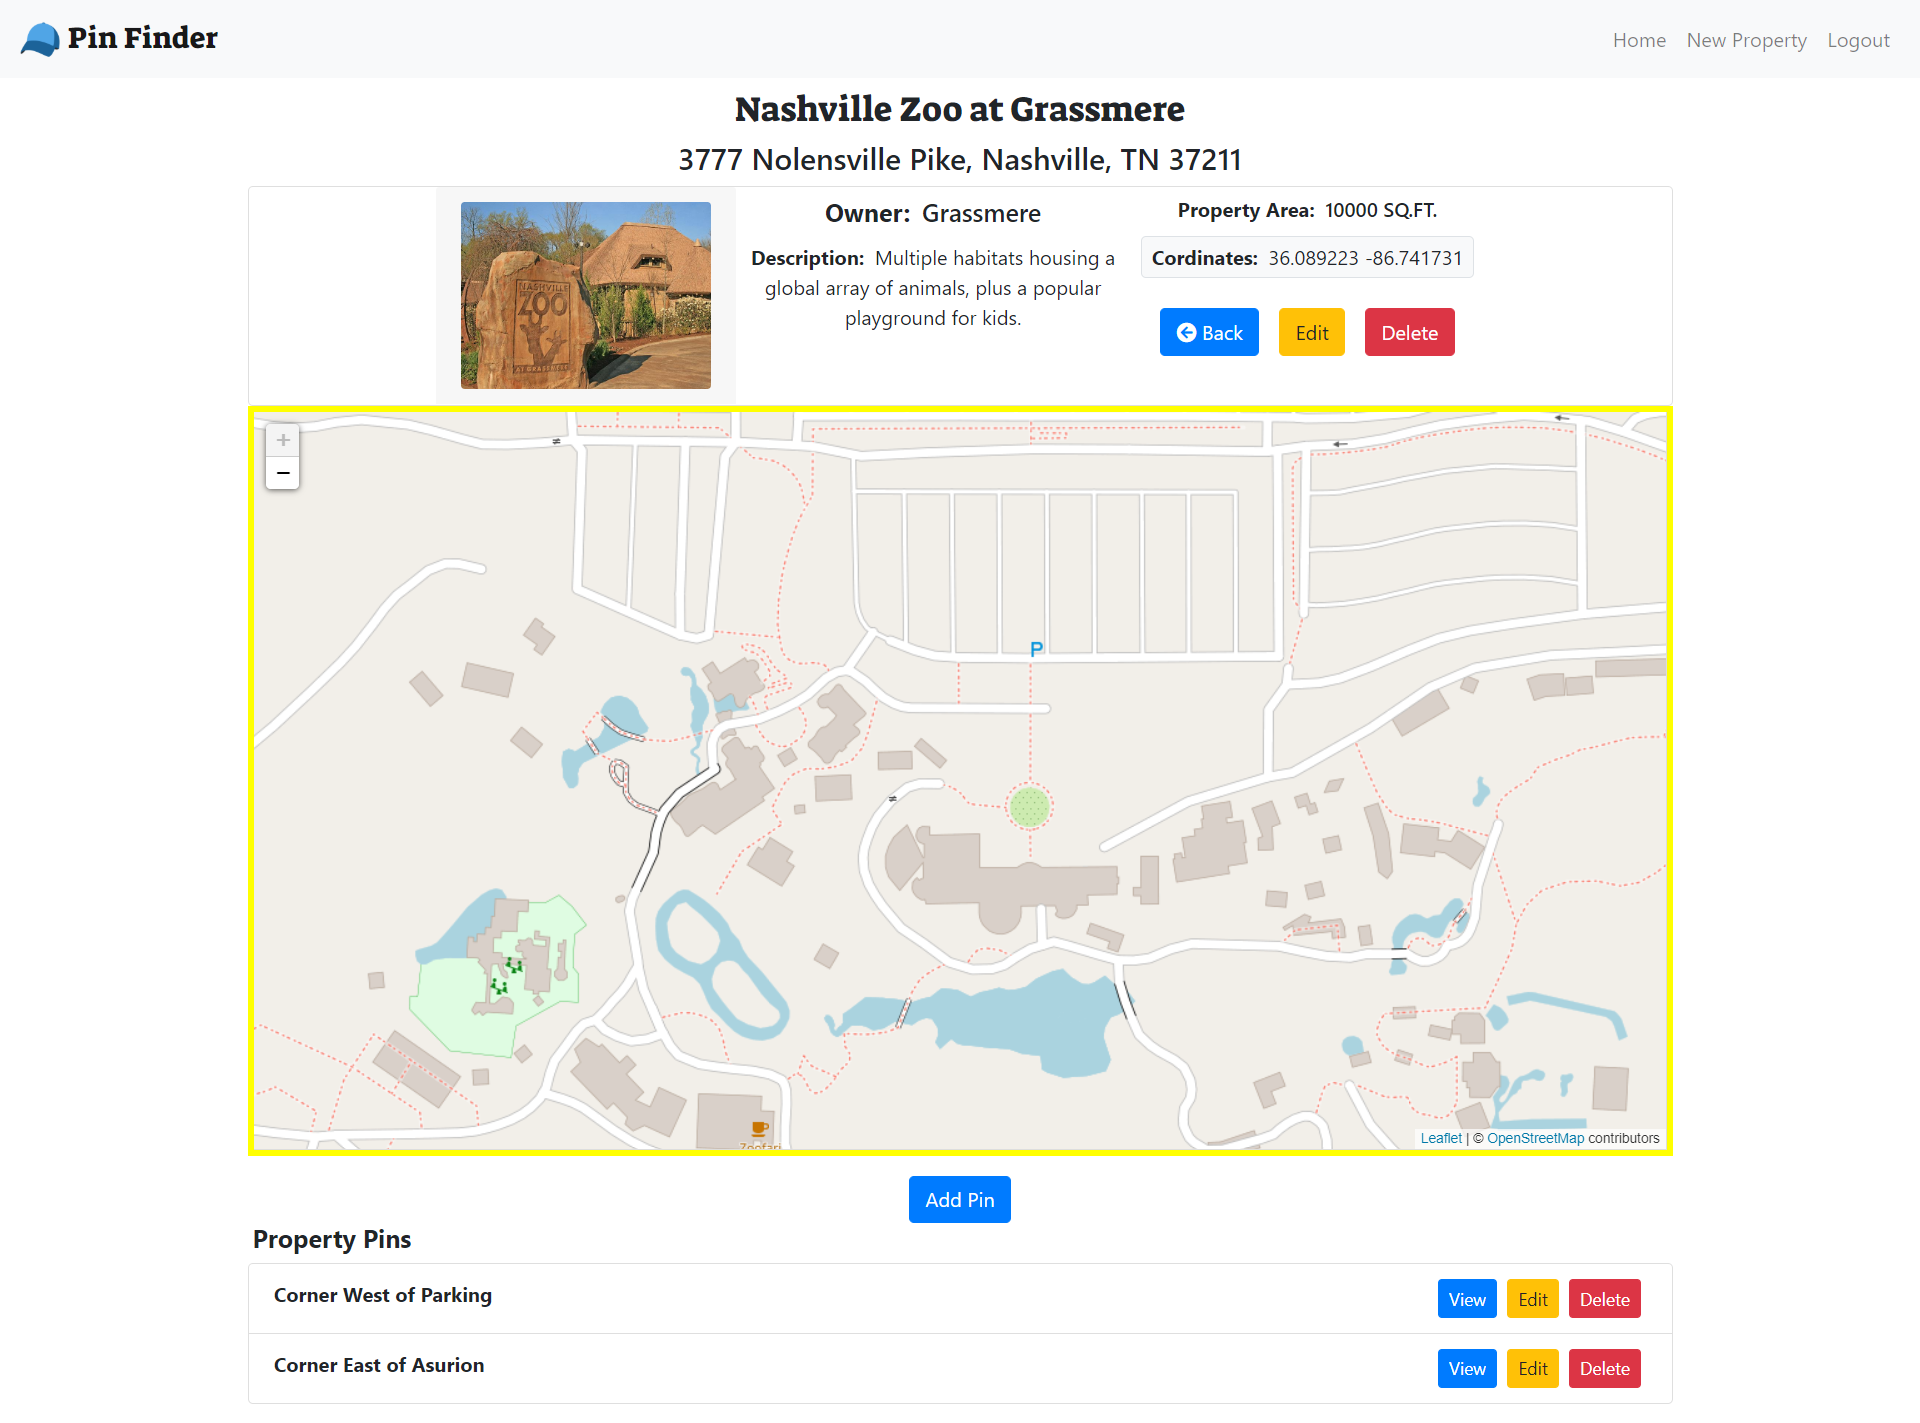 Pin Finder
Home New Property Logout
Nashville Zoo at Grassmere
3777 Nolensville Pike, Nashville, TN 37211
NASHVILLE
ZOO
AT GRASSMERE
Owner: Grassmere
Description: Multiple habitats housing a
global array of animals, plus a popular
playground for kids.
Property Area: 10000 SQ.FT.
Cordinates: 36.089223 -86.741731
Back Edit Delete
+
−
P
Zoofari
Leaflet | © OpenStreetMap contributors
Add Pin
Property Pins
Corner West of Parking
View Edit Delete
Corner East of Asurion
View Edit Delete